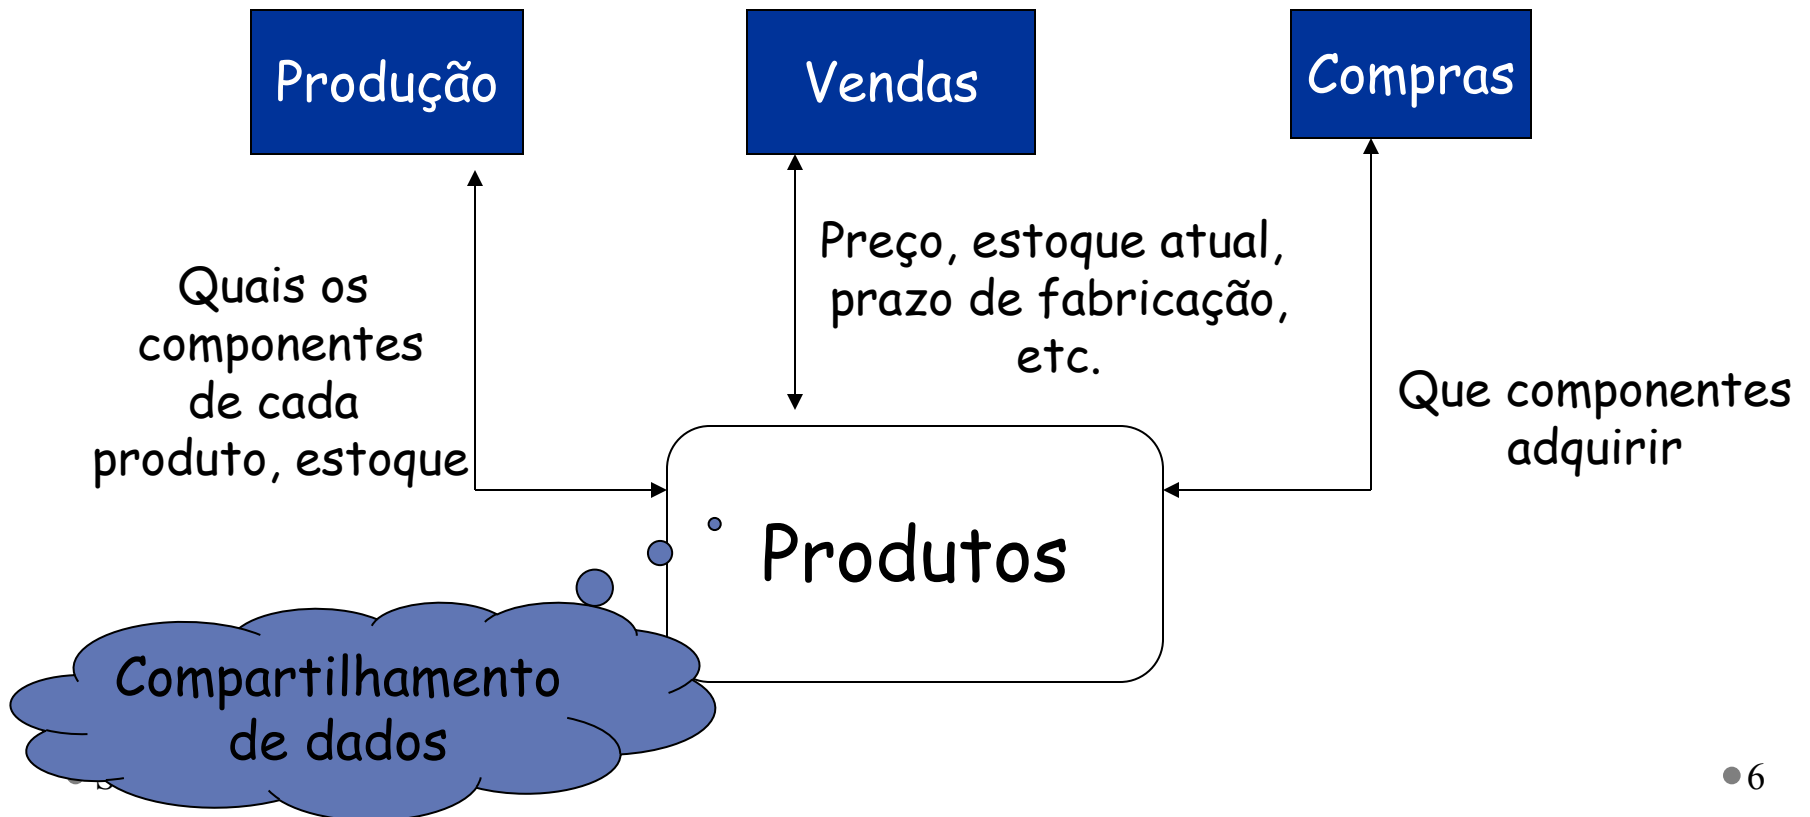 Produção
Vendas
Compras
Preço, estoque atual,
prazo de fabricação,
etc.
Quais os
componentes
de cada
produto, estoque
Que componentes
adquirir
Produtos
Compartilhamento
de dados
6